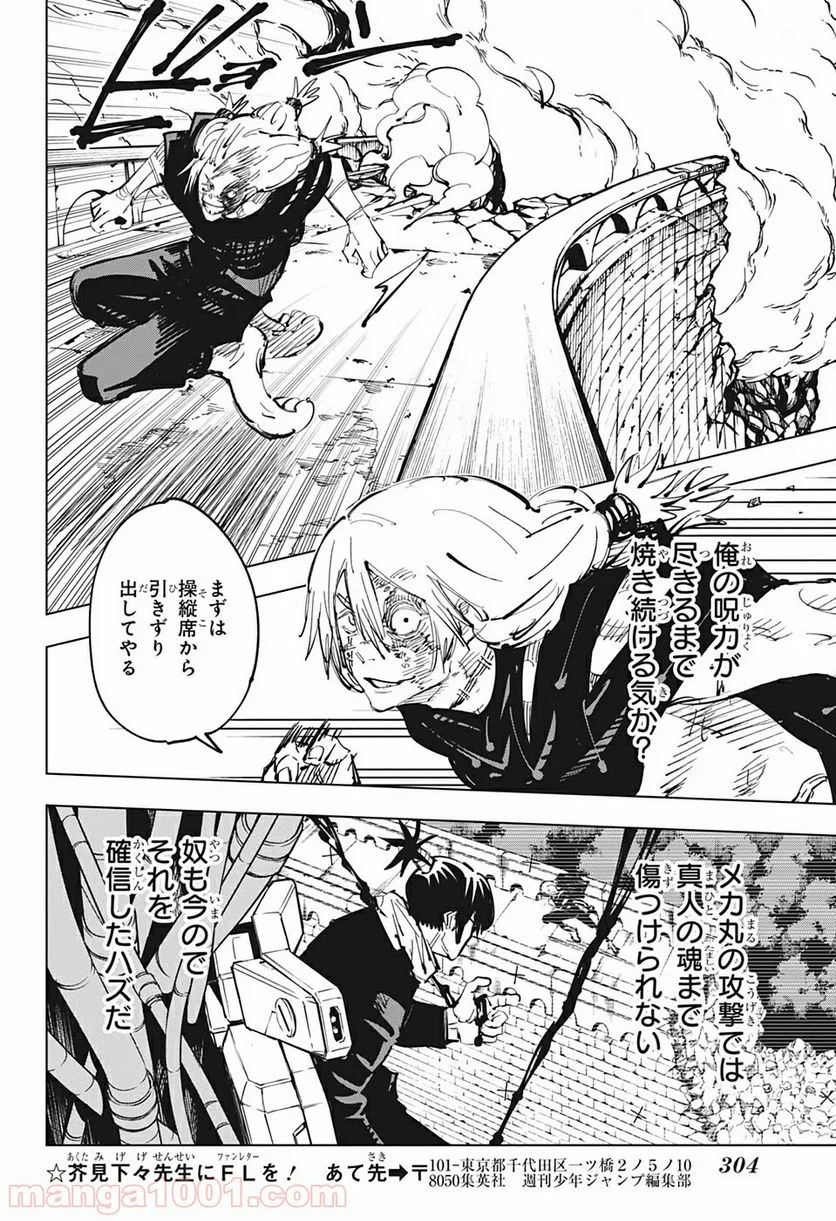 ドドドド
俺の呪力が
尽きるまで
焼き続ける気か？
まずは
操縦席から
引きずり
出してやる
メカ丸の攻撃では
真人の魂まで
傷つけられない
奴も今ので
それを
確信したハズだ
☆芥見下々先生にＦＬを！　あて先➡〒101-8050東京都千代田区一ツ橋２ノ５ノ10
集英社　週刊少年ジャンプ編集部
304
manga1001.com